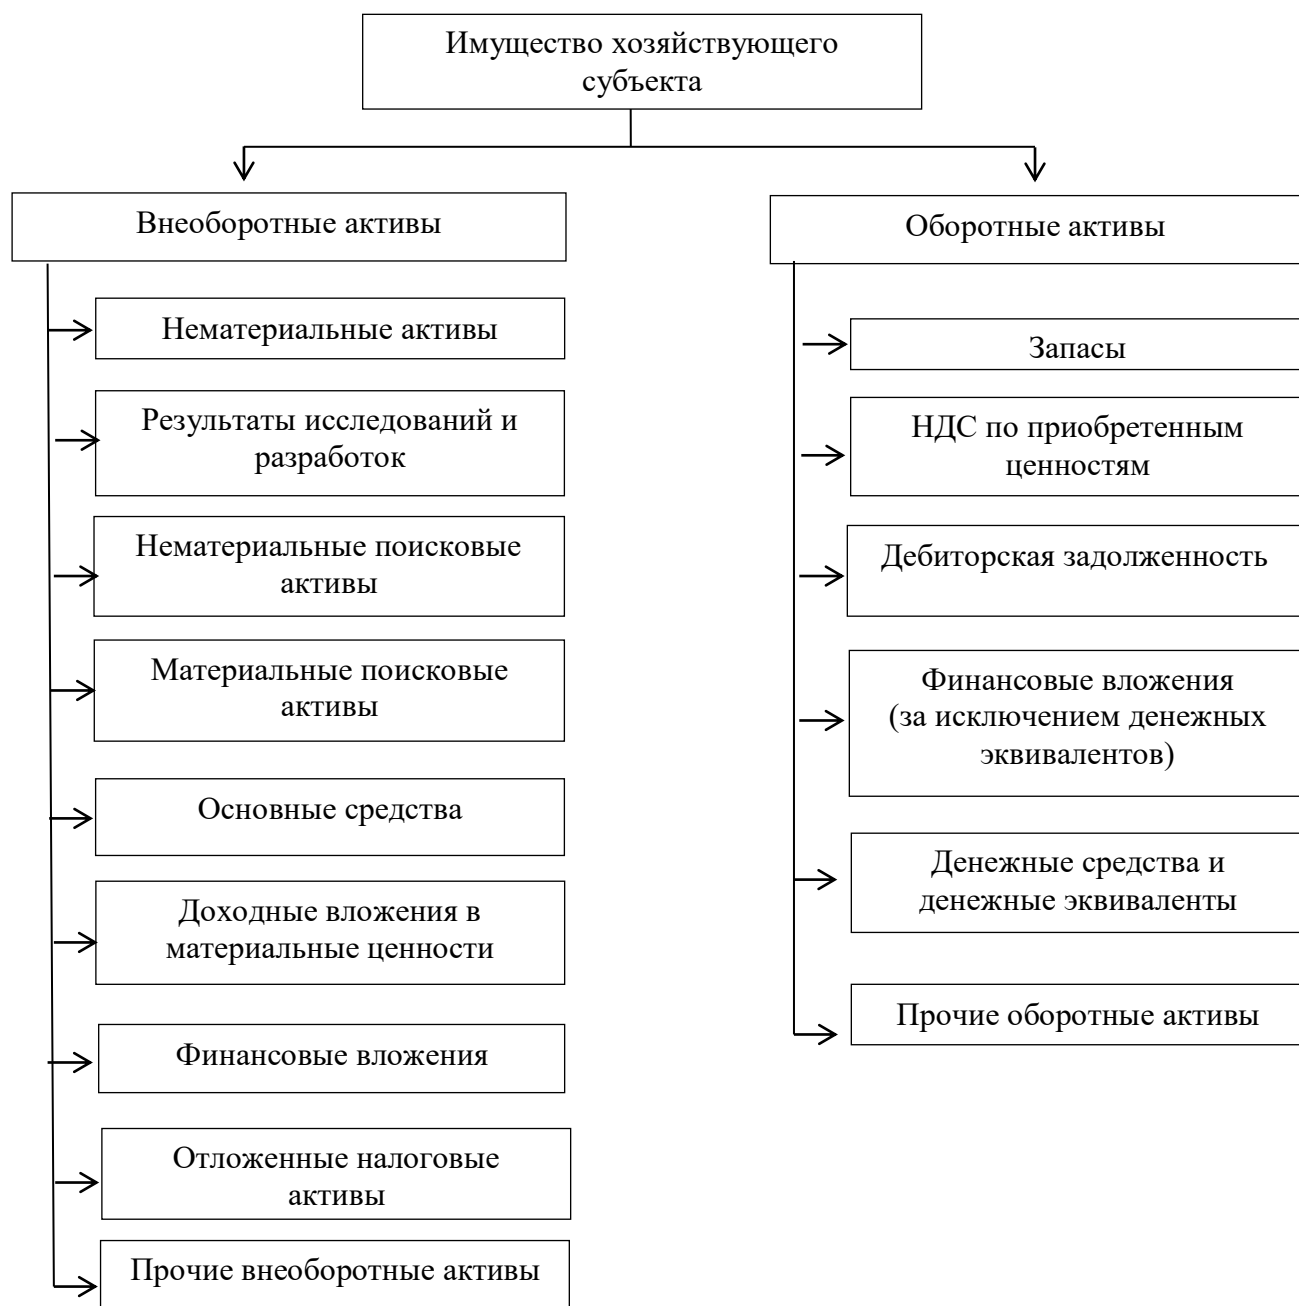 Имущество хозяйствующего
субъекта
Внеоборотные активы
Нематериальные активы
Результаты исследований и
разработок
Нематериальные поисковые
активы
Материальные поисковые
активы
Основные средства
Доходные вложения в
материальные ценности
Финансовые вложения
Отложенные налоговые
активы
Прочие внеоборотные активы
Оборотные активы
Запасы
НДС по приобретенным
ценностям
Дебиторская задолженность
Финансовые вложения
(за исключением денежных
эквивалентов)
Денежные средства и
денежные эквиваленты
Прочие оборотные активы